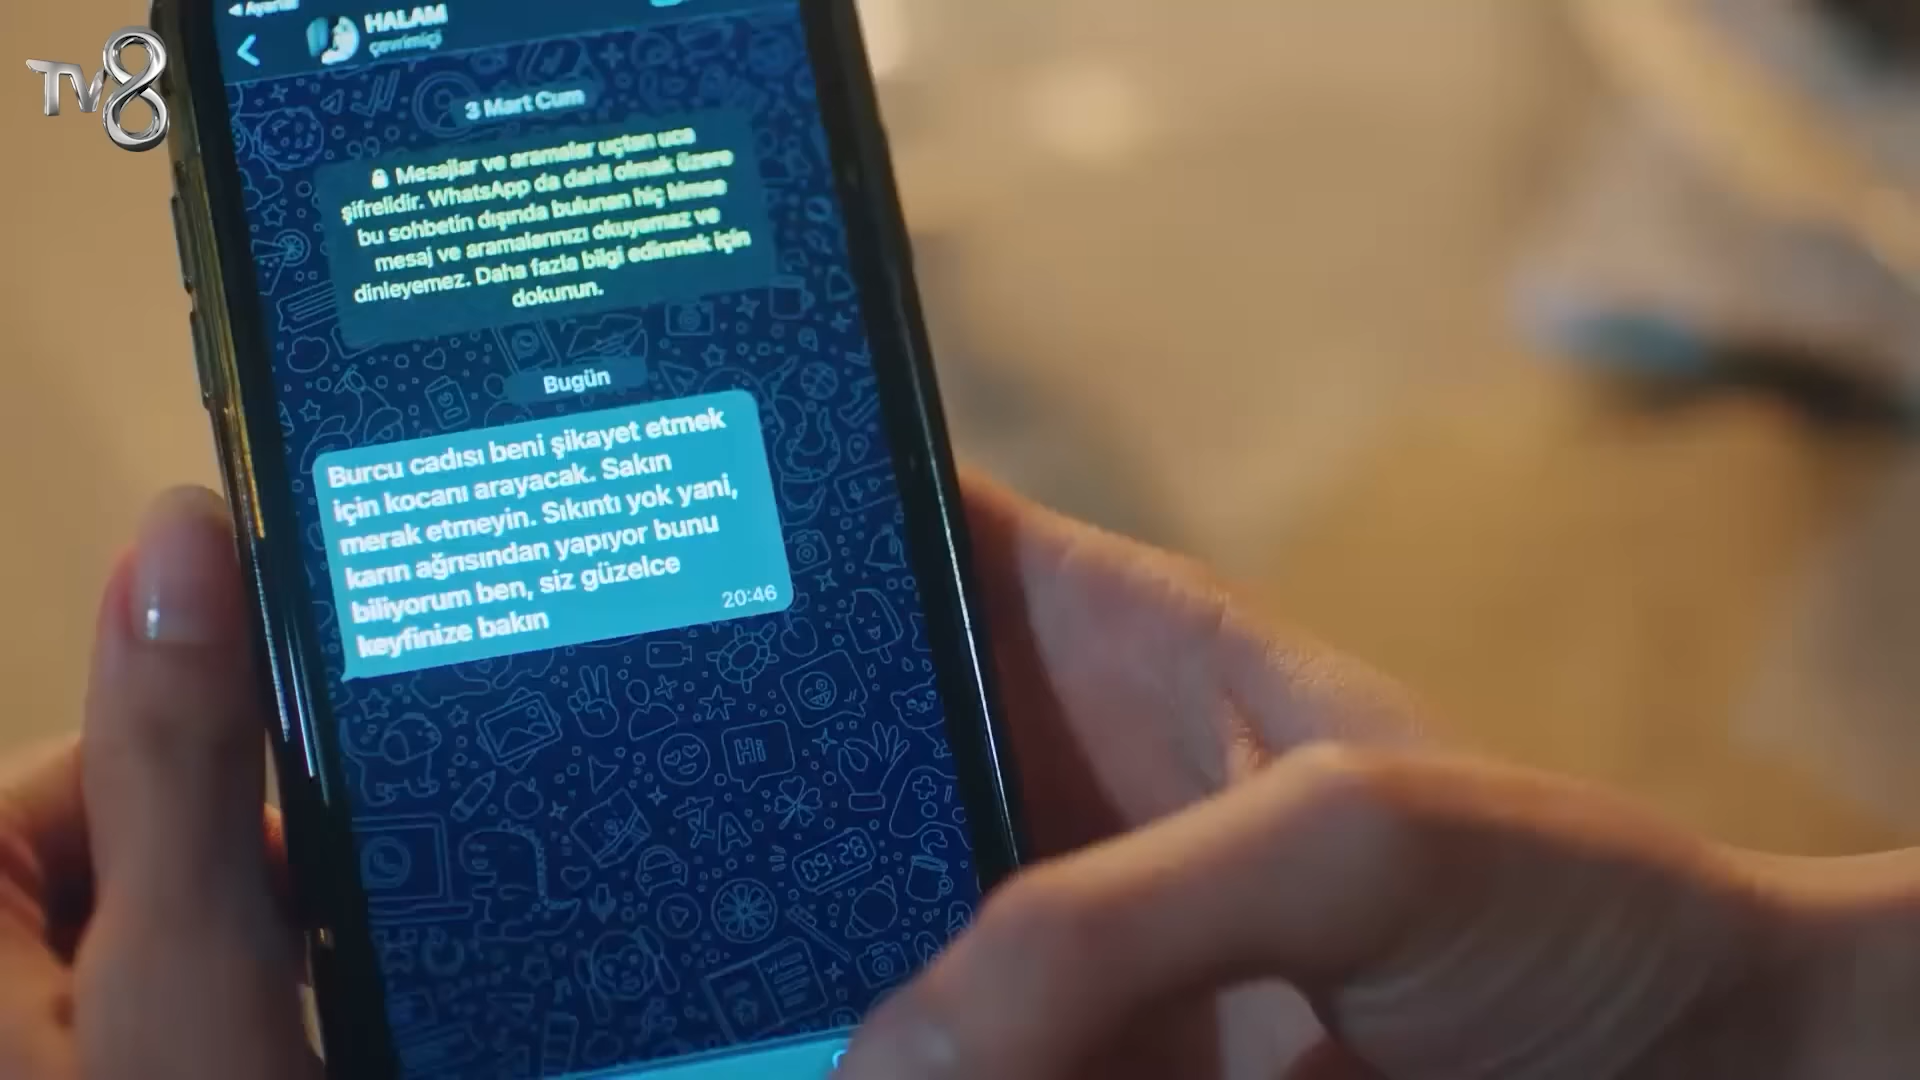 TV8
HALAM
çevrimiçi
3 Mart Cum
Mesajlar ve aramalar uçtan uca
şifrelidir. WhatsApp da dahil olmak üzere
bu sohbetin dışında bulunan hiç kimse
mesaj ve aramalarınızı okuyamaz ve
dinleyemez. Daha fazla bilgi edinmek için
dokunun.
Bugün
Burcu cadısı beni şikayet etmek
için kocanı arayacak. Sakın
merak etmeyin. Sıkıntı yok yani,
karın ağrısından yapıyor bunu
biliyorum ben, siz güzelce
keyfinize bakın
20:46
Hi
09:28